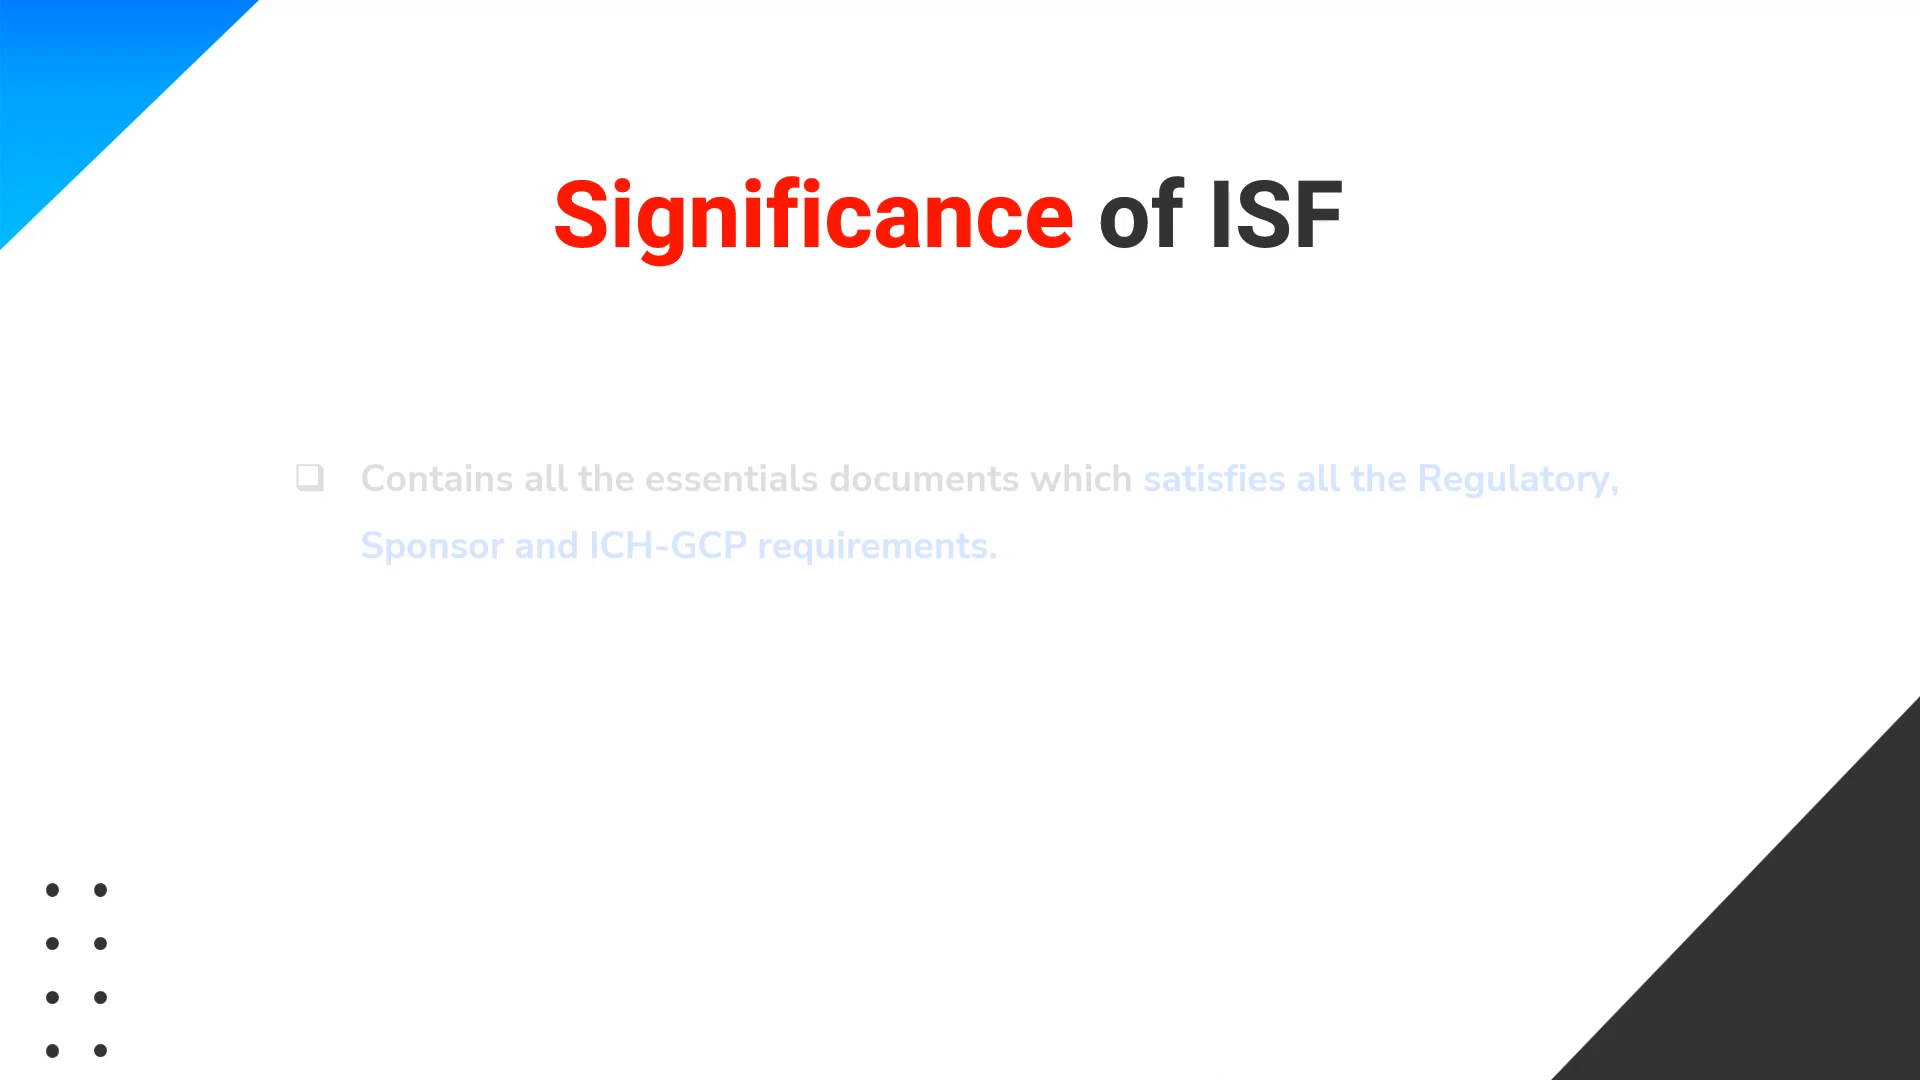 Significance of ISF
❑ Contains all the essentials documents which satisfies all the Regulatory,
Sponsor and ICH-GCP requirements.